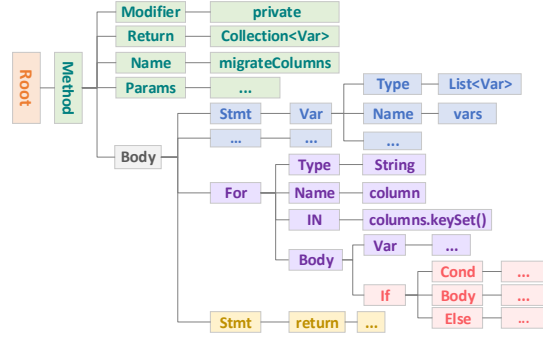 Root
Method
Modifier private
Return Collection<Var>
Name migrateColumns
Params ...
Body
Stmt Var
Type List<Var>
Name vars
...
... ...
For
Type String
Name column
IN columns.keySet()
Body
Var ...
If
Cond ...
Body ...
Else ...
Stmt return ...